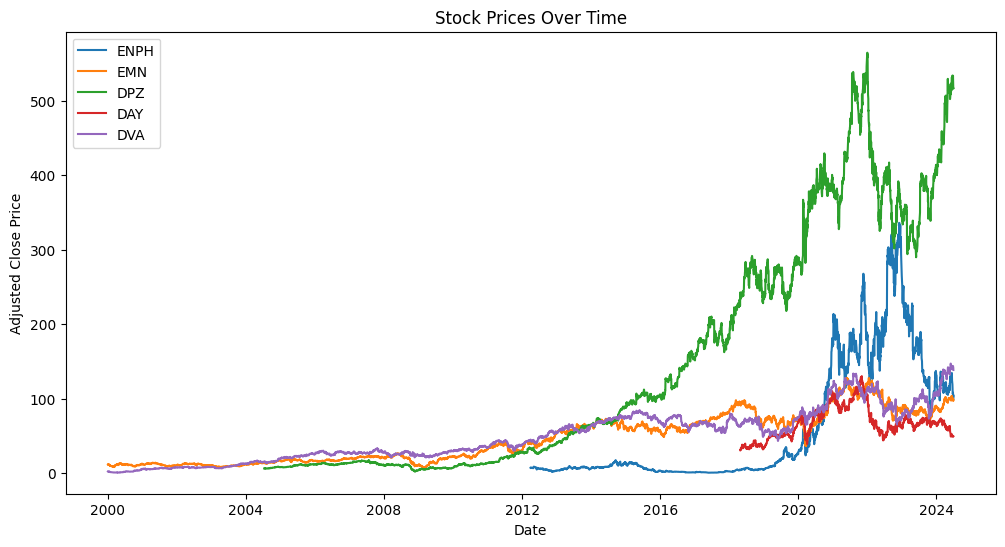 Stock Prices Over Time
ENPH
EMN
DPZ
DAY
DVA
Adjusted Close Price
500
400
300
200
100
0
2000 2004 2008 2012 2016 2020 2024
Date